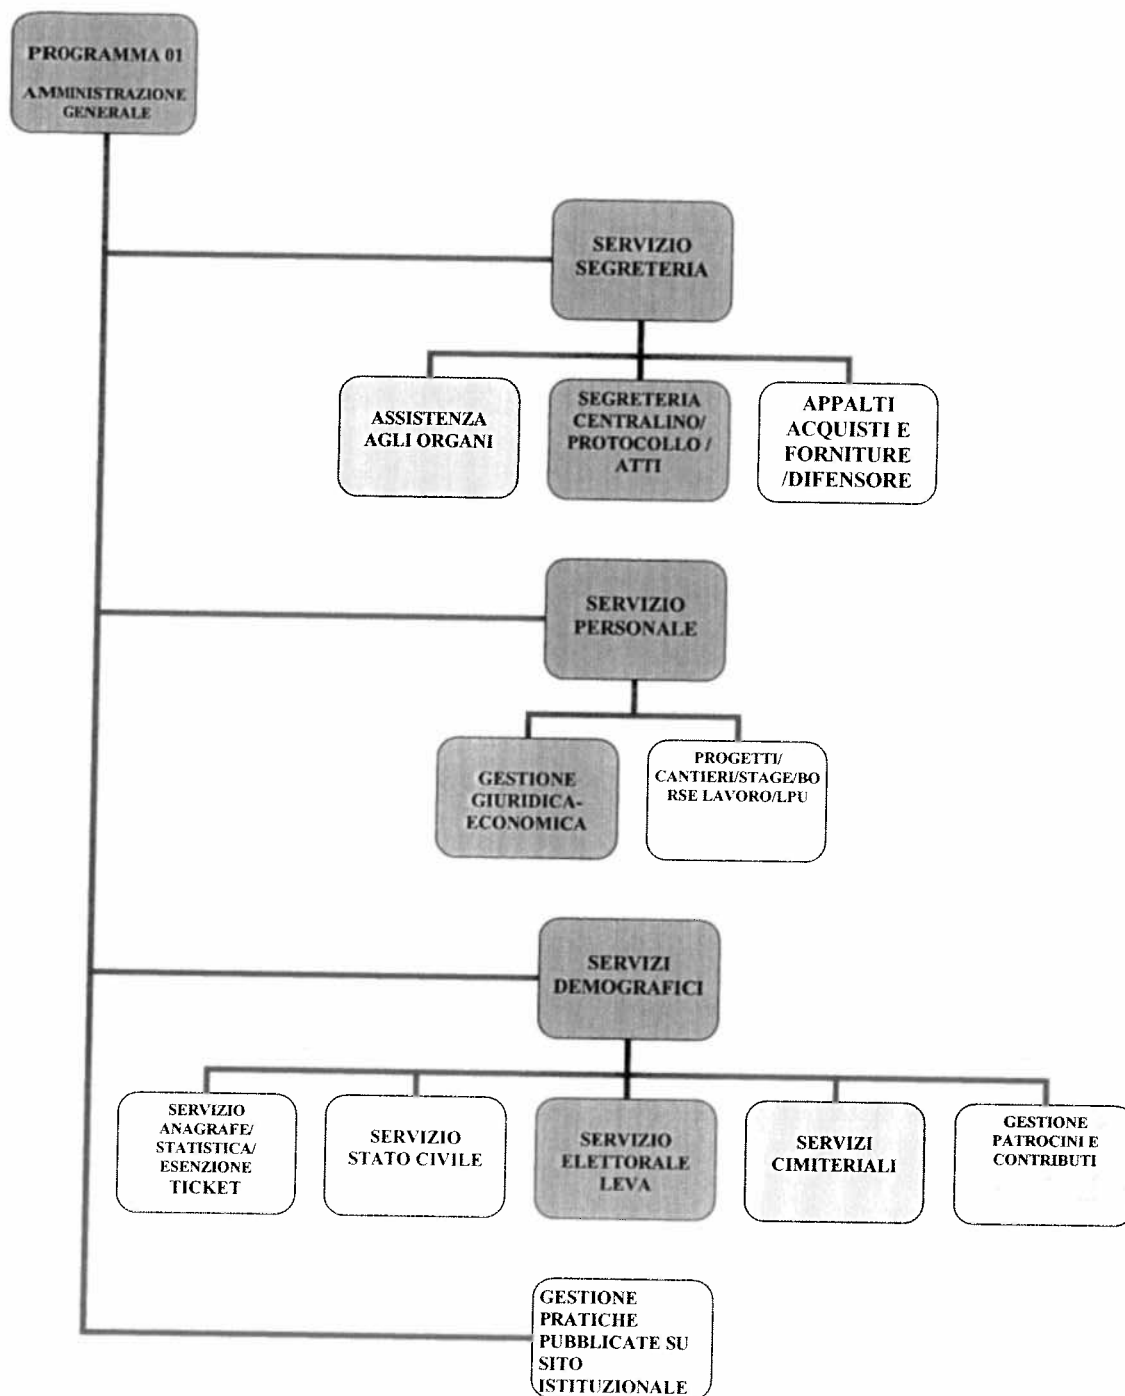 PROGRAMMA 01
AMMINISTRAZIONE
GENERALE
SERVIZIO
SEGRETERIA
ASSISTENZA
AGLI ORGANI
SEGRETERIA
CENTRALINO/
PROTOCOLLO /
ATTI
APPALTI
ACQUISTI E
FORNITURE
/DIFENSORE
SERVIZIO
PERSONALE
GESTIONE
GIURIDICA-
ECONOMICA
PROGETTI/
CANTIERI/STAGE/BO
RSE LAVORO/LPU
SERVIZI
DEMOGRAFICI
SERVIZIO
ANAGRAFE/
STATISTICA/
ESENZIONE
TICKET
SERVIZIO
STATO CIVILE
SERVIZIO
ELETTORALE
LEVA
SERVIZI
CIMITERIALI
GESTIONE
PATROCINI E
CONTRIBUTI
GESTIONE
PRATICHE
PUBBLICATE SU
SITO
ISTITUZIONALE